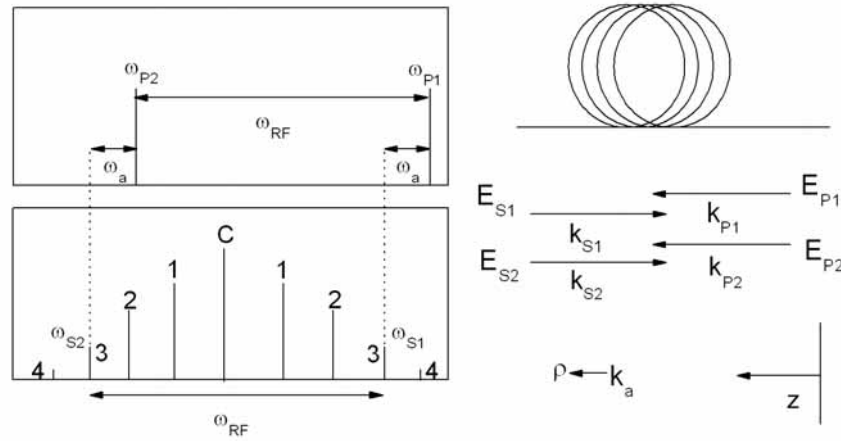 ω_P2 ω_P1
ω_RF
ω_a ω_a
C
1 1
2 2
ω_S2 3 3 ω_S1
4 4
ω_RF
E_S1 E_P1
k_S1 k_P1
E_S2 E_P2
k_S2 k_P2
ρ k_a
z